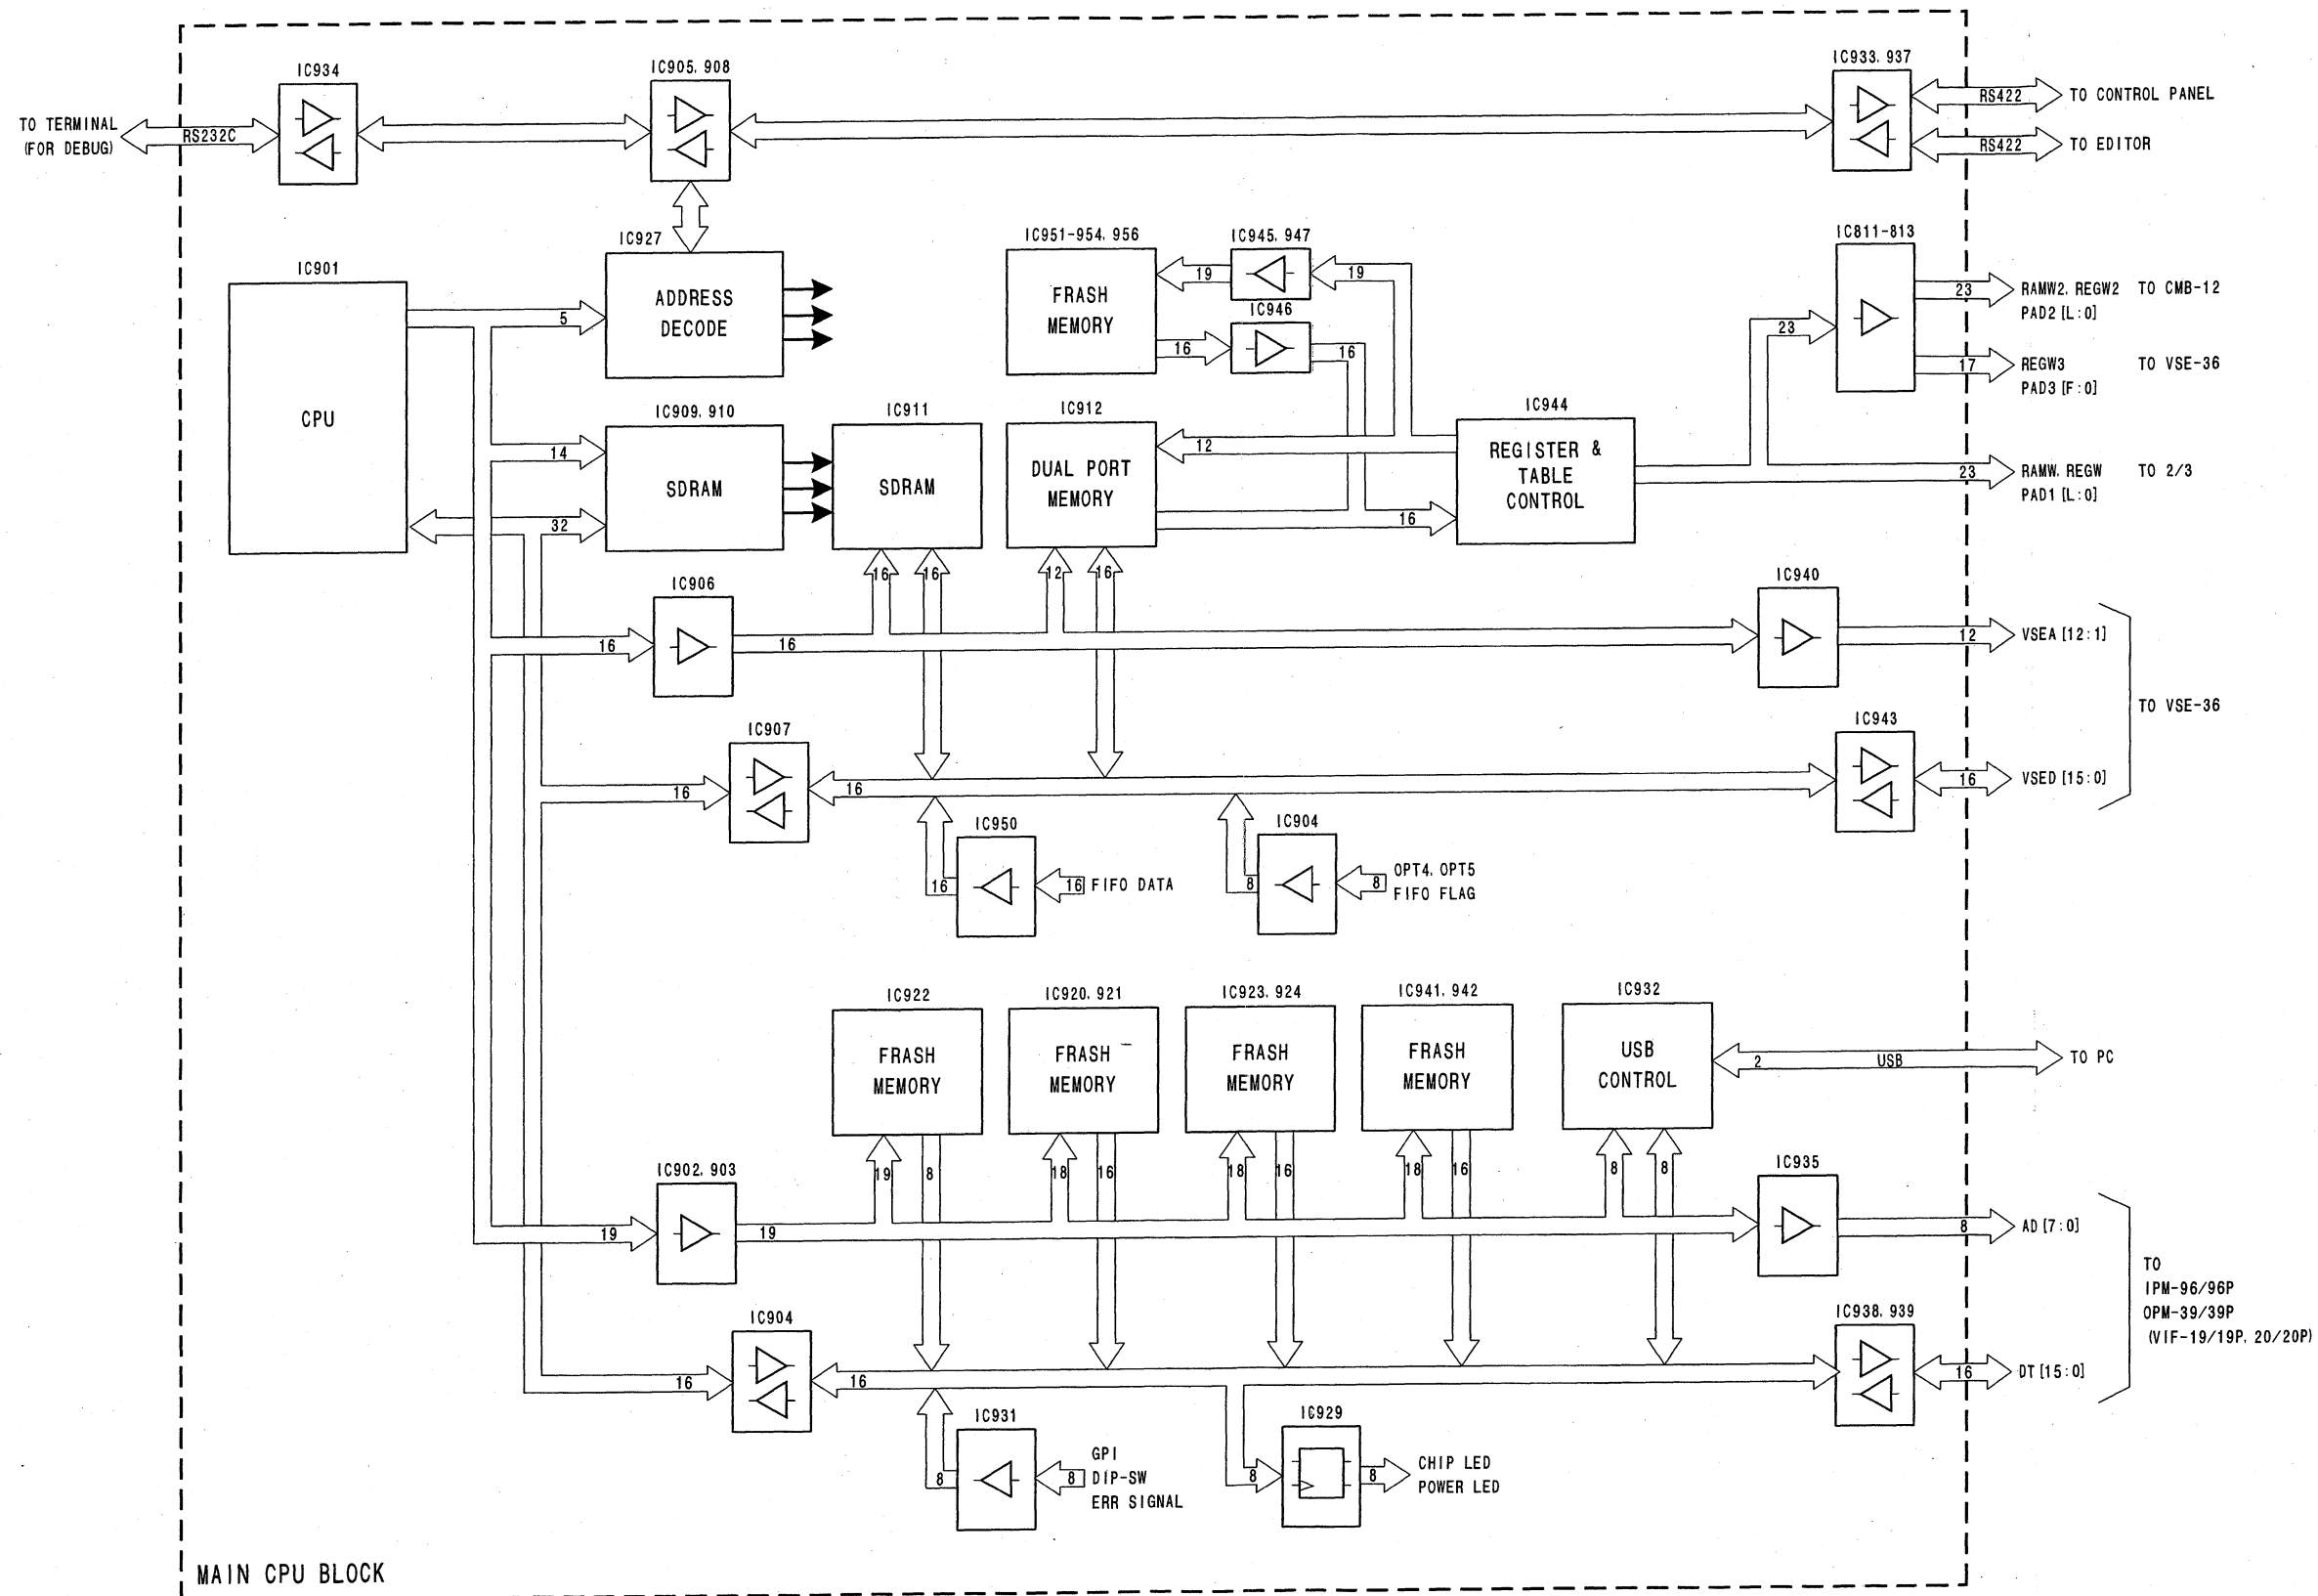 IC934
IC905, 908
IC933, 937
TO TERMINAL
(FOR DEBUG)
RS232C
RS422
TO CONTROL PANEL
RS422
TO EDITOR
IC901
CPU
IC927
ADDRESS
DECODE
5
IC951-954, 956
FRASH
MEMORY
IC945, 947
19
19
IC946
16
16
IC811-813
23
23
RAMW2, REGW2
PAD2 [L:0]
TO CMB-12
17
REGW3
PAD3 [F:0]
TO VSE-36
IC909, 910
SDRAM
14
32
IC911
SDRAM
IC912
DUAL PORT
MEMORY
12
16
IC944
REGISTER &
TABLE
CONTROL
23
RAMW, REGW
PAD1 [L:0]
TO 2/3
16
16
12
16
IC906
16
16
IC940
12
VSEA [12:1]
TO VSE-36
IC907
16
16
IC943
16
VSED [15:0]
IC950
16
16
FIFO DATA
IC904
8
8
OPT4, OPT5
FIFO FLAG
IC922
FRASH
MEMORY
IC920, 921
FRASH
MEMORY
IC923, 924
FRASH
MEMORY
IC941, 942
FRASH
MEMORY
IC932
USB
CONTROL
2
USB
TO PC
19
8
18
16
18
16
18
16
8
8
IC902, 903
19
19
IC935
8
AD [7:0]
TO
IPM-96/96P
OPM-39/39P
(VIF-19/19P, 20/20P)
IC904
16
16
IC938, 939
16
DT [15:0]
IC931
8
8
GPI
DIP-SW
ERR SIGNAL
IC929
8
8
CHIP LED
POWER LED
MAIN CPU BLOCK